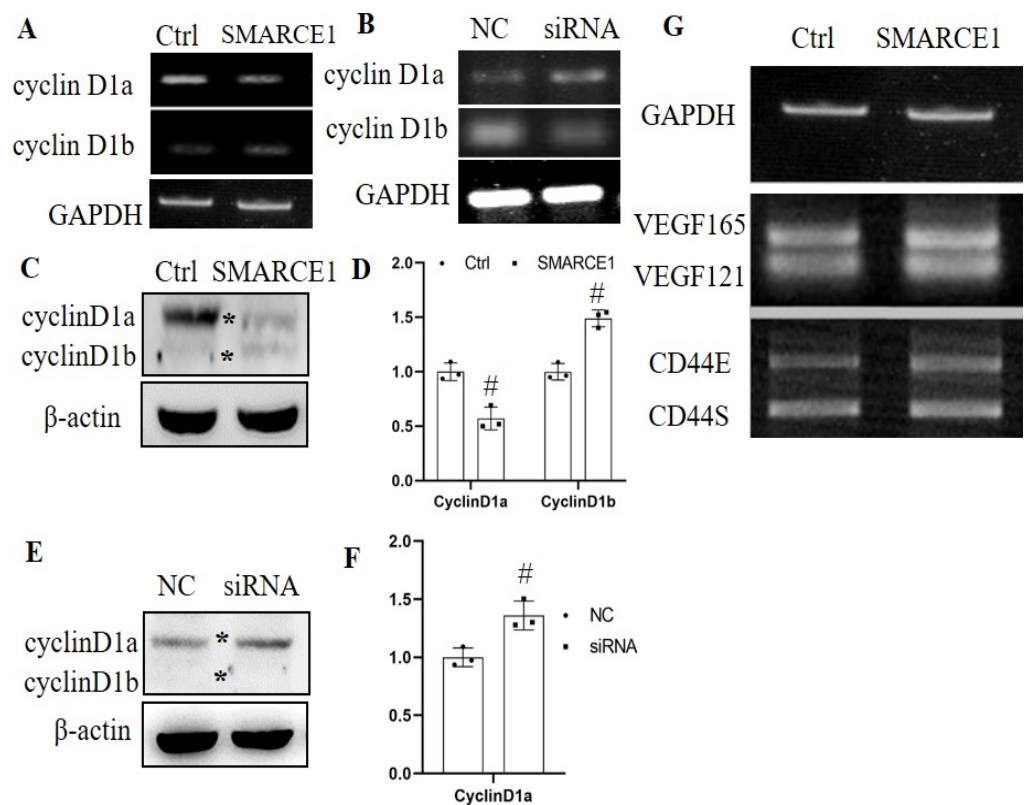 A
Ctrl SMARCE1
cyclin D1a
cyclin D1b
GAPDH
B
NC siRNA
cyclin D1a
cyclin D1b
GAPDH
C
Ctrl SMARCE1
cyclinD1a *
cyclinD1b *
β-actin
D
Ctrl SMARCE1
2.0
1.5
1.0
0.5
0.0
# #
CyclinD1a CyclinD1b
E
NC siRNA
cyclinD1a *
cyclinD1b *
β-actin
F
2.0
1.5
1.0
0.5
0.0
#
NC
siRNA
CyclinD1a
G
Ctrl SMARCE1
GAPDH
VEGF165
VEGF121
CD44E
CD44S